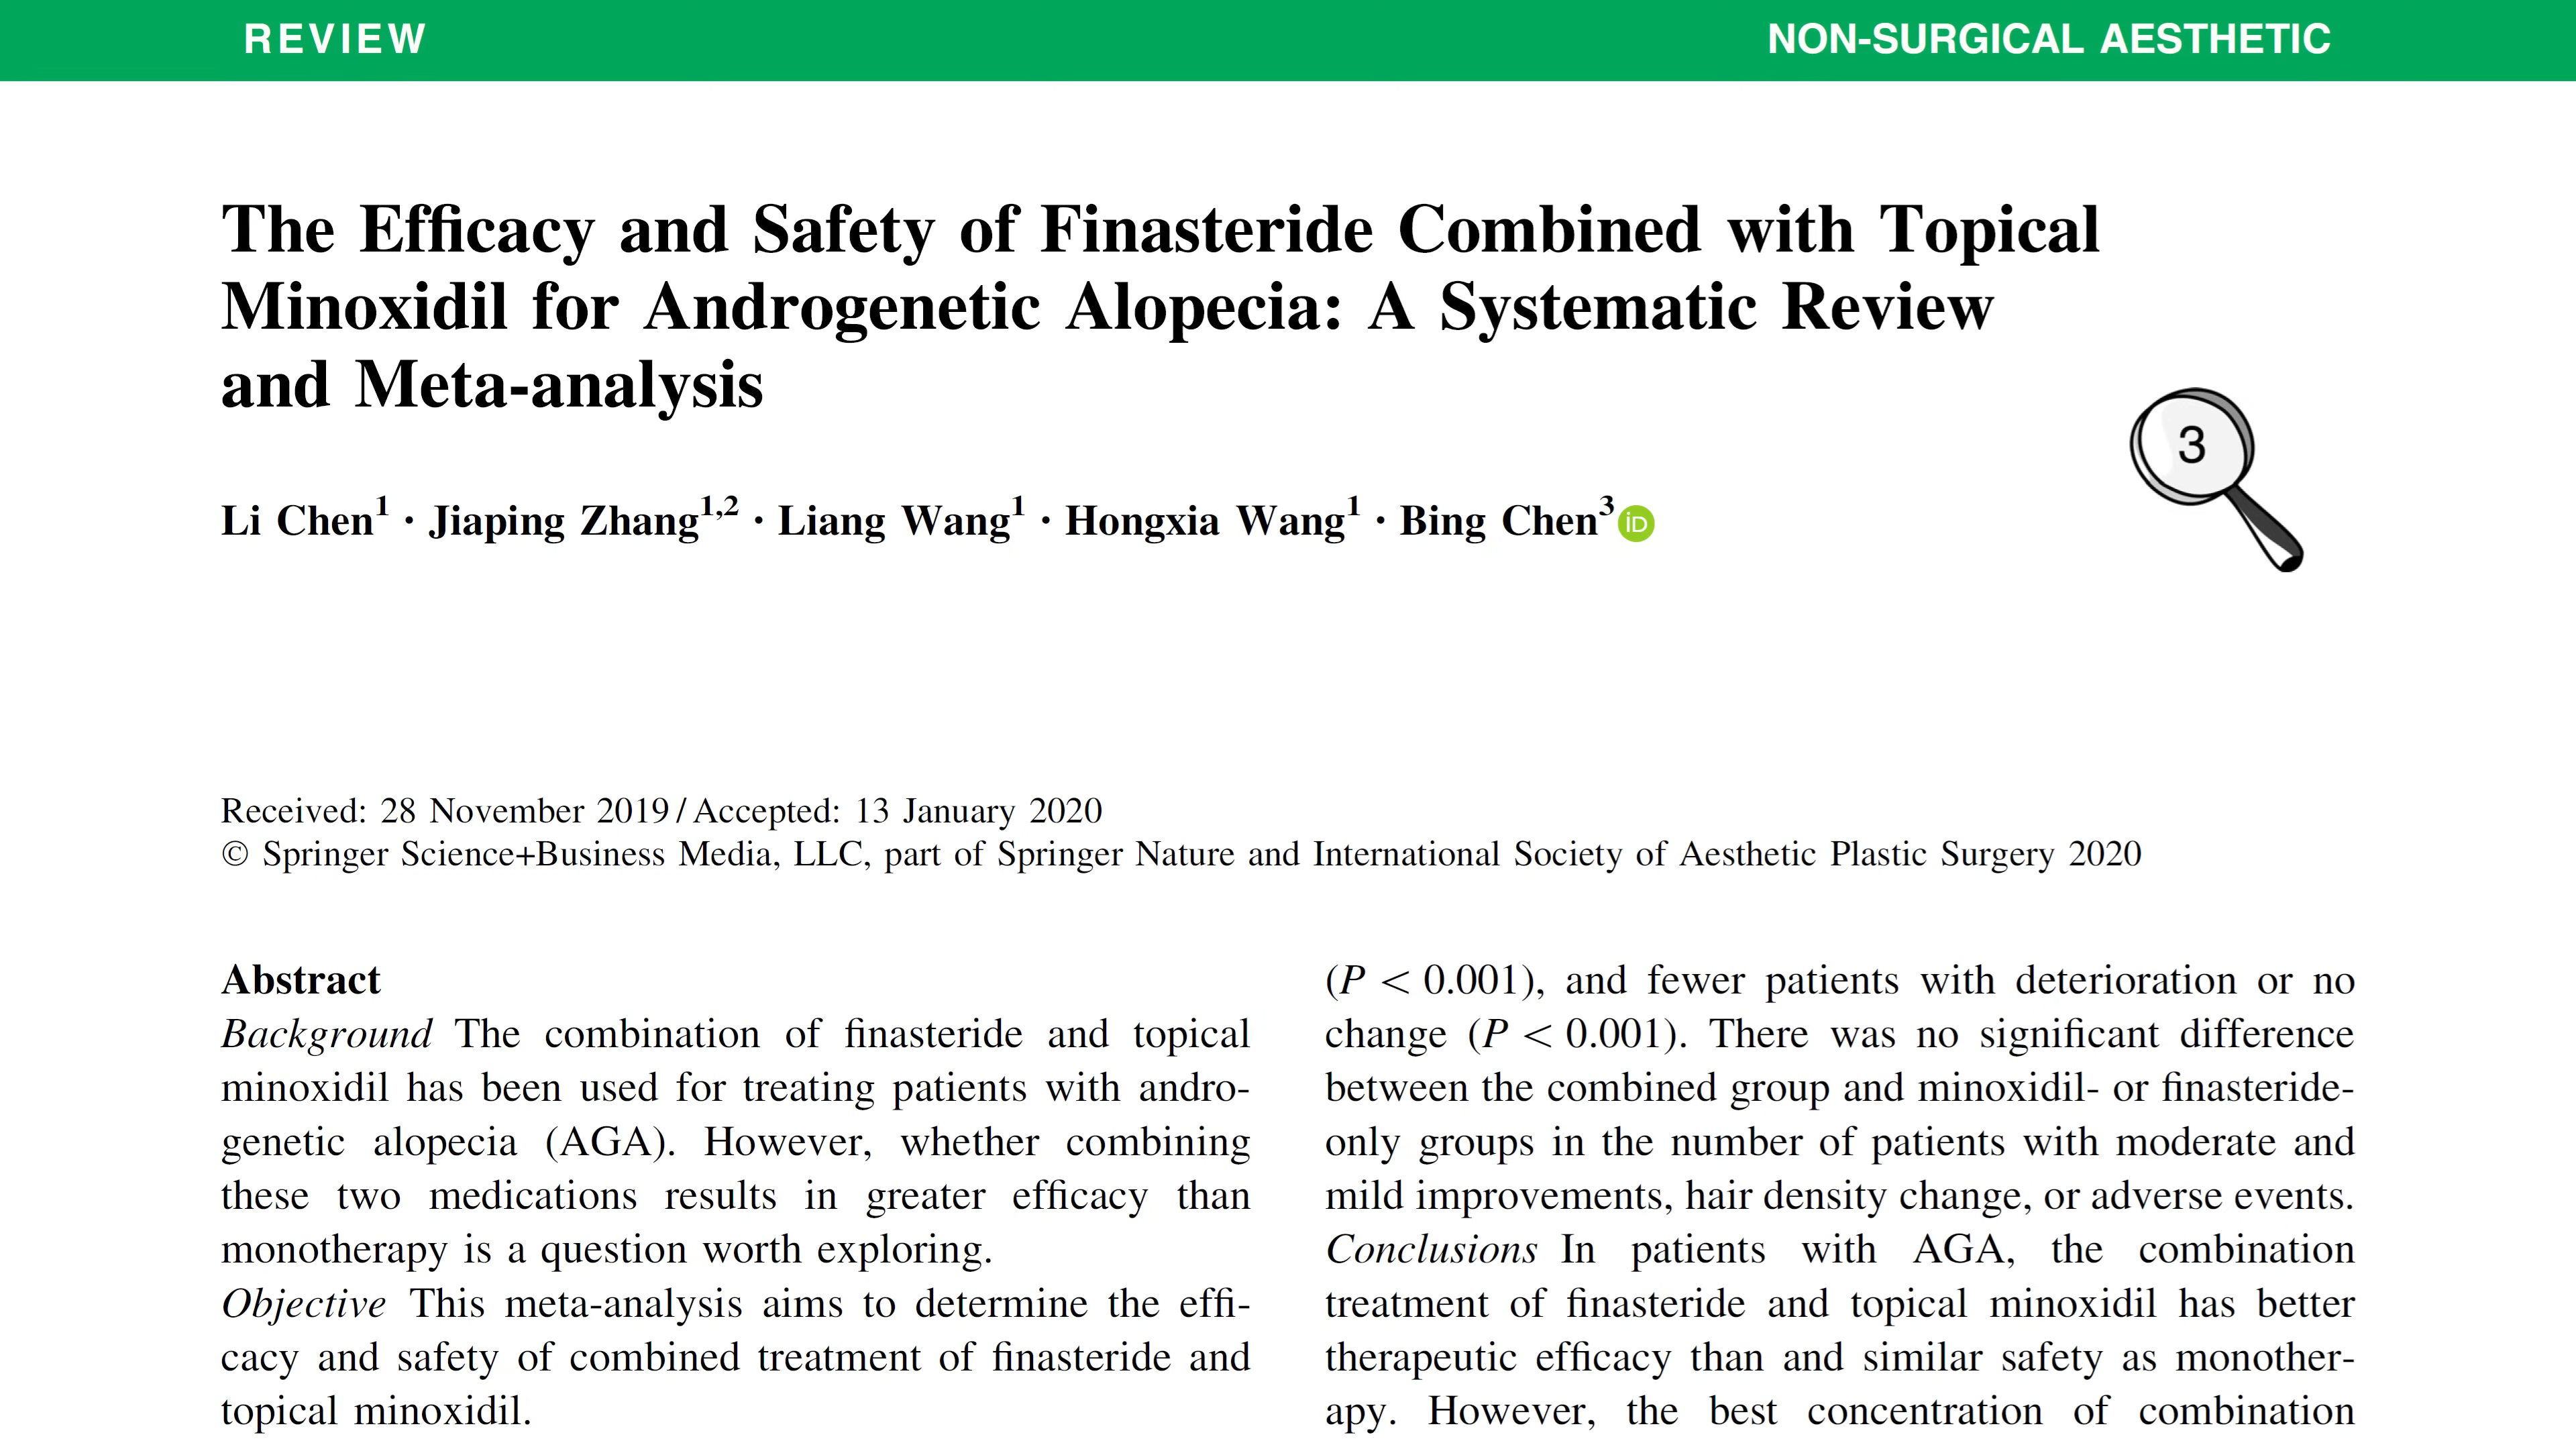 REVIEW
NON-SURGICAL AESTHETIC
The Efficacy and Safety of Finasteride Combined with Topical
Minoxidil for Androgenetic Alopecia: A Systematic Review
and Meta-analysis
3
Li Chen1 · Jiaping Zhang1,2 · Liang Wang1 · Hongxia Wang1 · Bing Chen3 iD
Received: 28 November 2019 / Accepted: 13 January 2020
© Springer Science+Business Media, LLC, part of Springer Nature and International Society of Aesthetic Plastic Surgery 2020
Abstract
Background The combination of finasteride and topical
minoxidil has been used for treating patients with andro-
genetic alopecia (AGA). However, whether combining
these two medications results in greater efficacy than
monotherapy is a question worth exploring.
Objective This meta-analysis aims to determine the effi-
cacy and safety of combined treatment of finasteride and
topical minoxidil.
(P < 0.001), and fewer patients with deterioration or no
change (P < 0.001). There was no significant difference
between the combined group and minoxidil- or finasteride-
only groups in the number of patients with moderate and
mild improvements, hair density change, or adverse events.
Conclusions In patients with AGA, the combination
treatment of finasteride and topical minoxidil has better
therapeutic efficacy than and similar safety as monother-
apy. However, the best concentration of combination